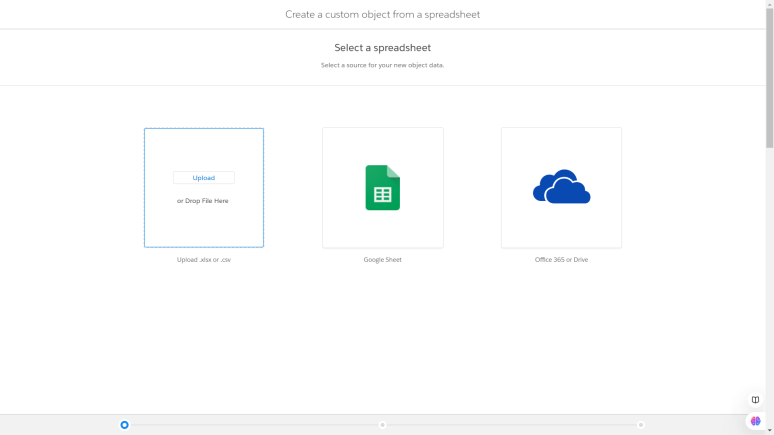 Create a custom object from a spreadsheet
Select a spreadsheet
Select a source for your new object data.
Upload
or Drop File Here
Upload .xlsx or .csv
Google Sheet
Office 365 or Drive